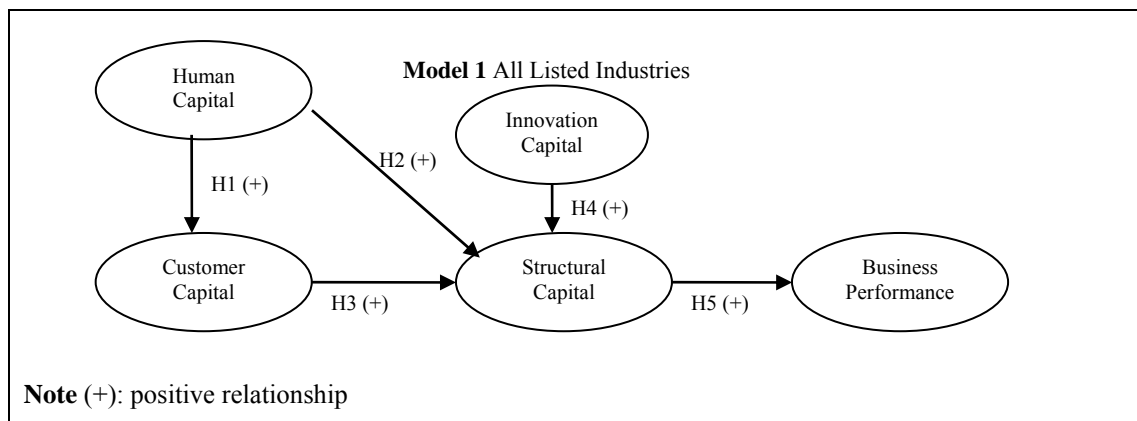 Model 1 All Listed Industries
Human
Capital
Innovation
Capital
H2 (+)
H1 (+)
H4 (+)
Customer
Capital
Structural
Capital
Business
Performance
H3 (+)
H5 (+)
Note (+): positive relationship